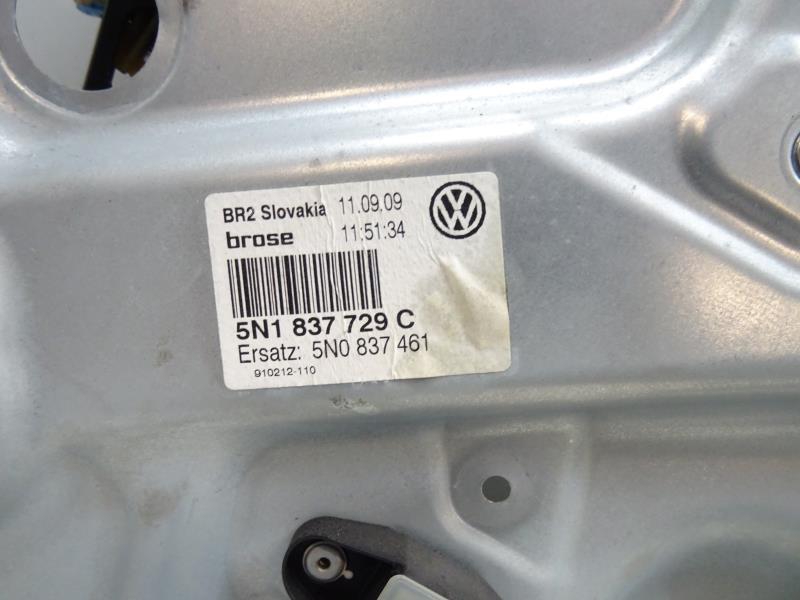 BR2 Slovakia 11.09.09
brose 11:51:34
5N1 837 729 C
Ersatz: 5N0 837 461
910212-110